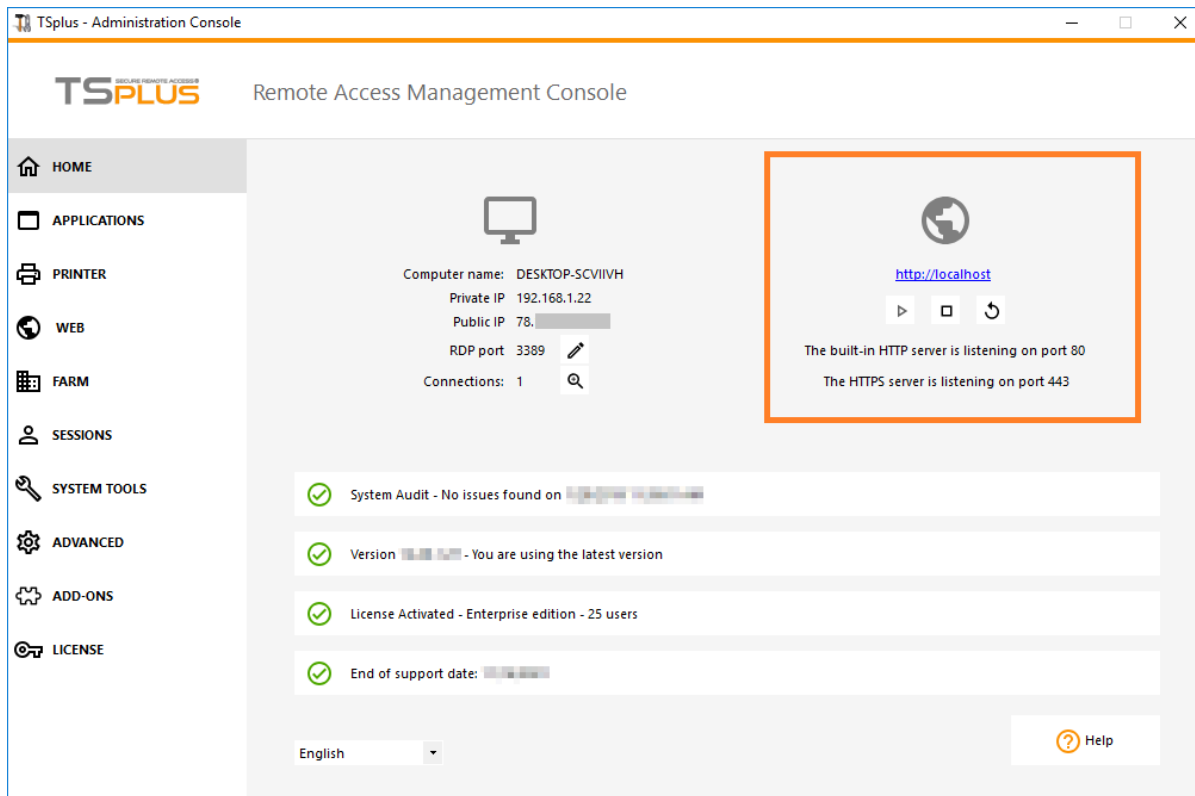 TSplus - Administration Console
TSPLUS SECURE REMOTE ACCESS®
Remote Access Management Console
HOME
APPLICATIONS
PRINTER
WEB
FARM
SESSIONS
SYSTEM TOOLS
ADVANCED
ADD-ONS
LICENSE
Computer name: DESKTOP-SCVIIVH
Private IP 192.168.1.22
Public IP 78.
RDP port 3389
Connections: 1
http://localhost
The built-in HTTP server is listening on port 80
The HTTPS server is listening on port 443
System Audit - No issues found on
Version - You are using the latest version
License Activated - Enterprise edition - 25 users
End of support date:
English
Help